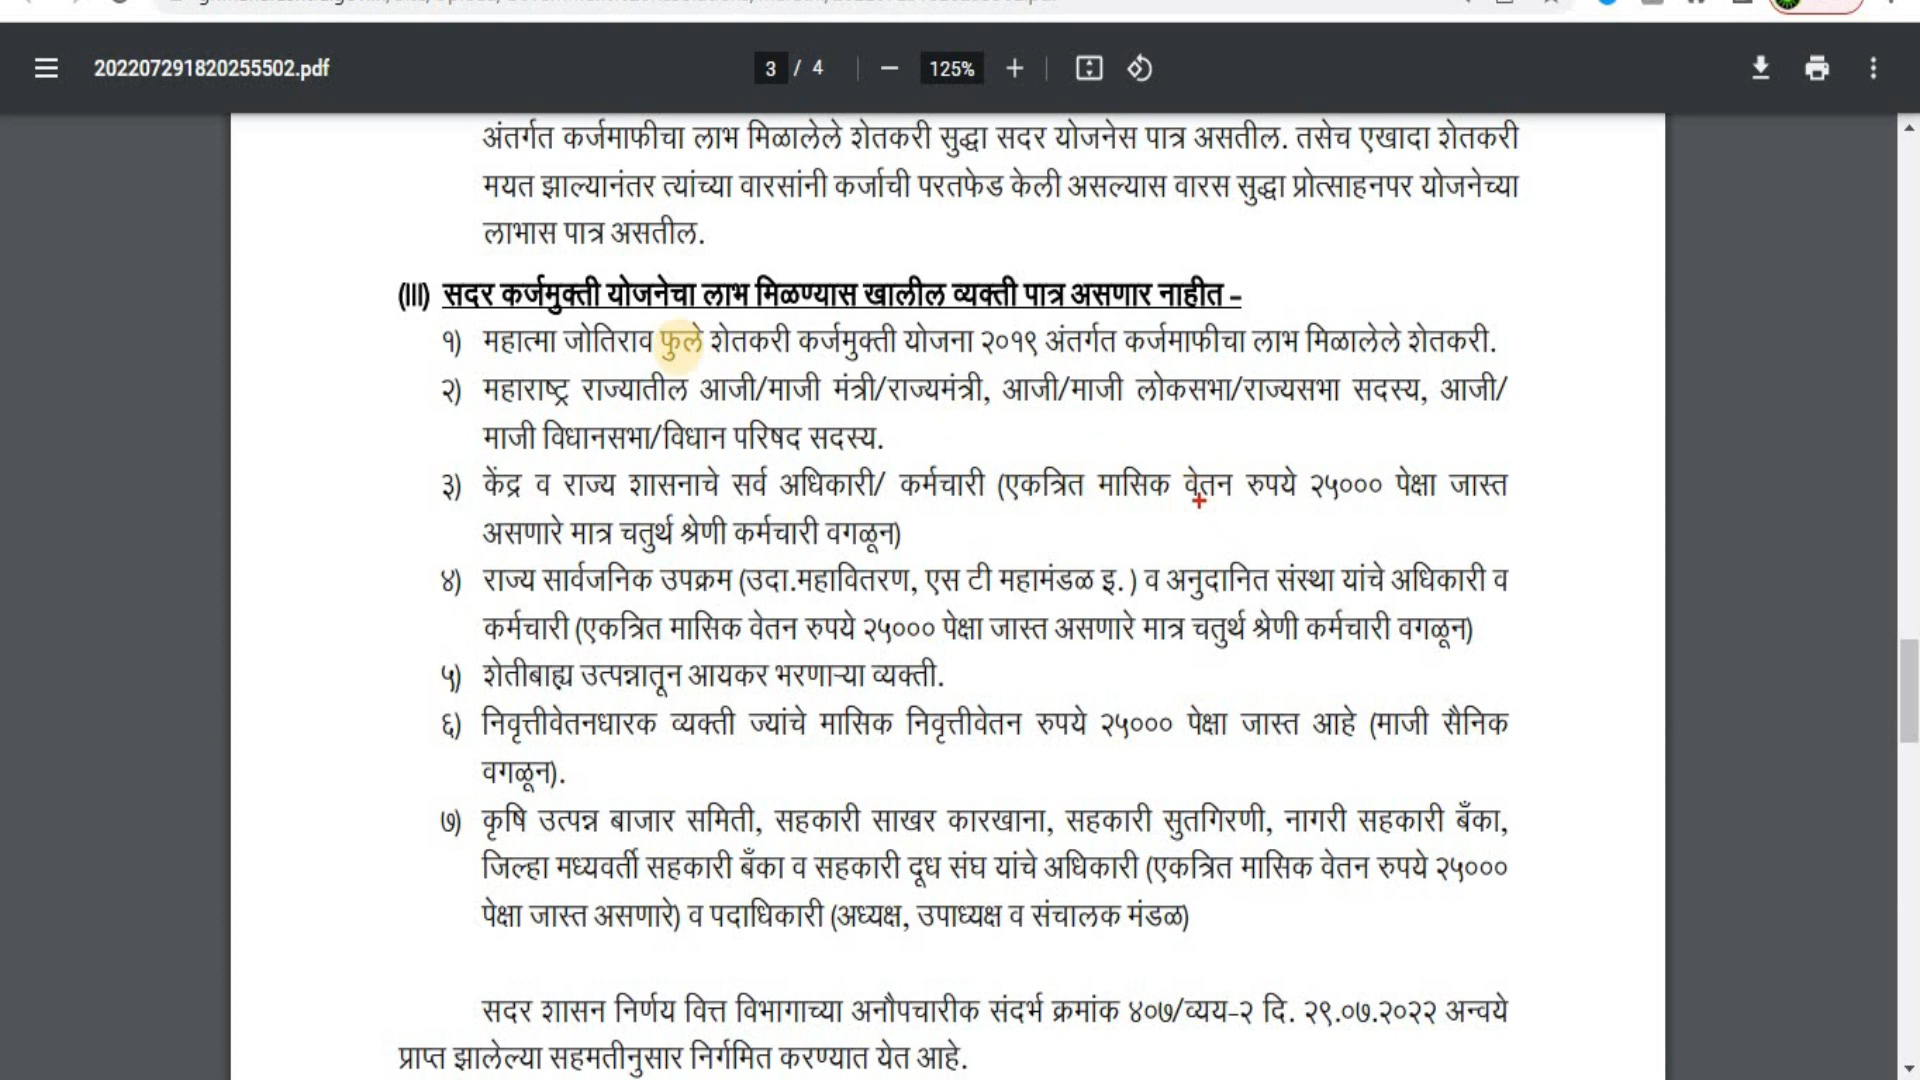 202207291820255502.pdf
3 / 4
125%
अंतर्गत कर्जमाफीचा लाभ मिळालेले शेतकरी सुद्धा सदर योजनेस पात्र असतील. तसेच एखादा शेतकरी
मयत झाल्यानंतर त्यांच्या वारसांनी कर्जाची परतफेड केली असल्यास वारस सुद्धा प्रोत्साहनपर योजनेच्या
लाभास पात्र असतील.
(III) सदर कर्जमुक्ती योजनेचा लाभ मिळण्यास खालील व्यक्ती पात्र असणार नाहीत –
१) महात्मा जोतिराव फुले शेतकरी कर्जमुक्ती योजना २०१९ अंतर्गत कर्जमाफीचा लाभ मिळालेले शेतकरी.
२) महाराष्ट्र राज्यातील आजी/माजी मंत्री/राज्यमंत्री, आजी/माजी लोकसभा/राज्यसभा सदस्य, आजी/
माजी विधानसभा/विधान परिषद सदस्य.
३) केंद्र व राज्य शासनाचे सर्व अधिकारी/ कर्मचारी (एकत्रित मासिक वेतन रुपये २५००० पेक्षा जास्त
असणारे मात्र चतुर्थ श्रेणी कर्मचारी वगळून)
४) राज्य सार्वजनिक उपक्रम (उदा.महावितरण, एस टी महामंडळ इ. ) व अनुदानित संस्था यांचे अधिकारी व
कर्मचारी (एकत्रित मासिक वेतन रुपये २५००० पेक्षा जास्त असणारे मात्र चतुर्थ श्रेणी कर्मचारी वगळून)
५) शेतीबाह्य उत्पन्नातून आयकर भरणाऱ्या व्यक्ती.
६) निवृत्तीवेतनधारक व्यक्ती ज्यांचे मासिक निवृत्तीवेतन रुपये २५००० पेक्षा जास्त आहे (माजी सैनिक
वगळून).
७) कृषि उत्पन्न बाजार समिती, सहकारी साखर कारखाना, सहकारी सुतगिरणी, नागरी सहकारी बँका,
जिल्हा मध्यवर्ती सहकारी बँका व सहकारी दूध संघ यांचे अधिकारी (एकत्रित मासिक वेतन रुपये २५०००
पेक्षा जास्त असणारे) व पदाधिकारी (अध्यक्ष, उपाध्यक्ष व संचालक मंडळ)
सदर शासन निर्णय वित्त विभागाच्या अनौपचारीक संदर्भ क्रमांक ४०७/व्यय-२ दि. २९.०७.२०२२ अन्वये
प्राप्त झालेल्या सहमतीनुसार निर्गमित करण्यात येत आहे.